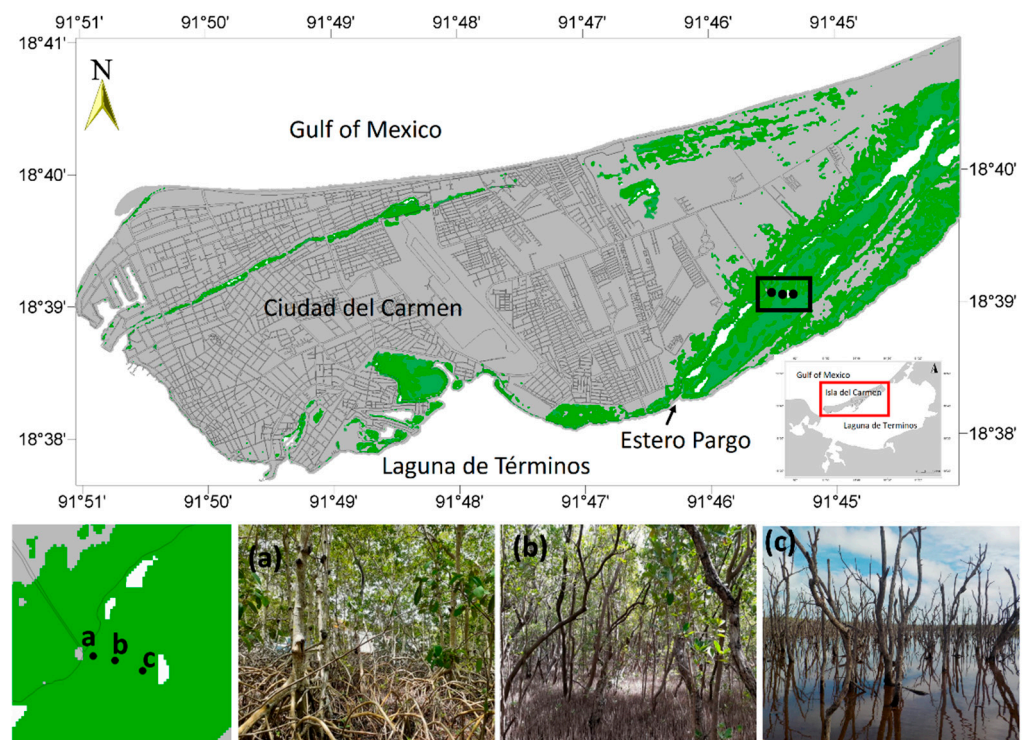 91°51' 91°50' 91°49' 91°48' 91°47' 91°46' 91°45'
18°41'
N
Gulf of Mexico
18°40' 18°40'
Ciudad del Carmen
18°39' 18°39'
Gulf of Mexico
Isla del Carmen
Laguna de Terminos
Estero Pargo
18°38' 18°38'
Laguna de Términos
91°51' 91°50' 91°49' 91°48' 91°47' 91°46' 91°45'
a
b
c
(a)
(b)
(c)